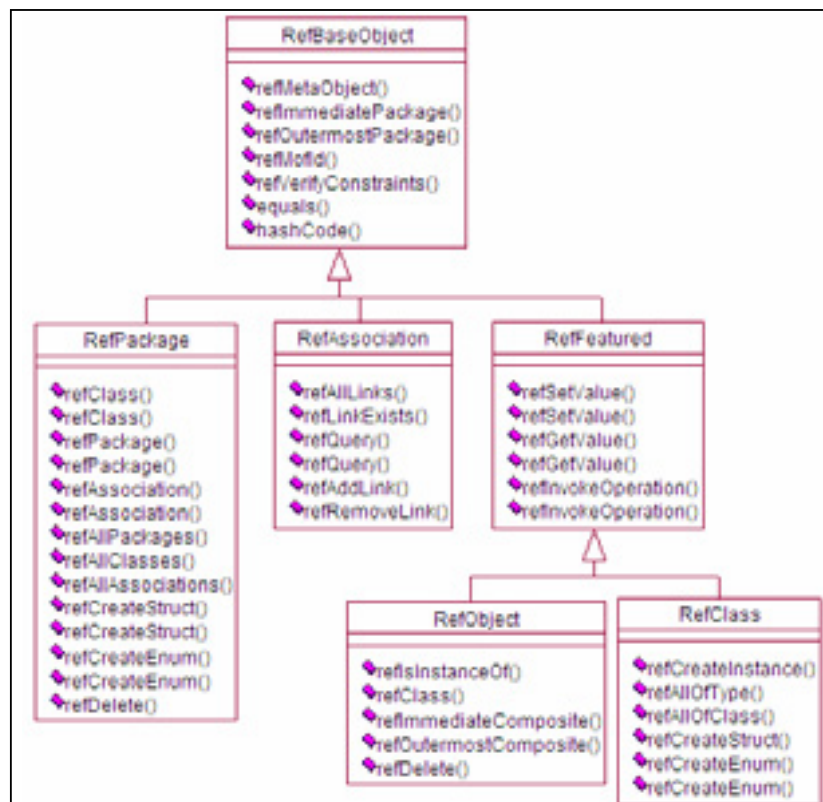 RefBaseObject
refMetaObject()
refImmediatePackage()
refOutermostPackage()
refMofId()
refVerifyConstraints()
equals()
hashCode()
RefPackage
refClass()
refClass()
refPackage()
refPackage()
refAssociation()
refAssociation()
refAllPackages()
refAllClasses()
refAllAssociations()
refCreateStruct()
refCreateStruct()
refCreateEnum()
refCreateEnum()
refDelete()
RefAssociation
refAllLinks()
refLinkExists()
refQuery()
refQuery()
refAddLink()
refRemoveLink()
RefFeatured
refSetValue()
refSetValue()
refGetValue()
refGetValue()
refInvokeOperation()
refInvokeOperation()
RefObject
refIsInstanceOf()
refClass()
refImmediateComposite()
refOutermostComposite()
refDelete()
RefClass
refCreateInstance()
refAllOfType()
refAllOfClass()
refCreateStruct()
refCreateEnum()
refCreateEnum()